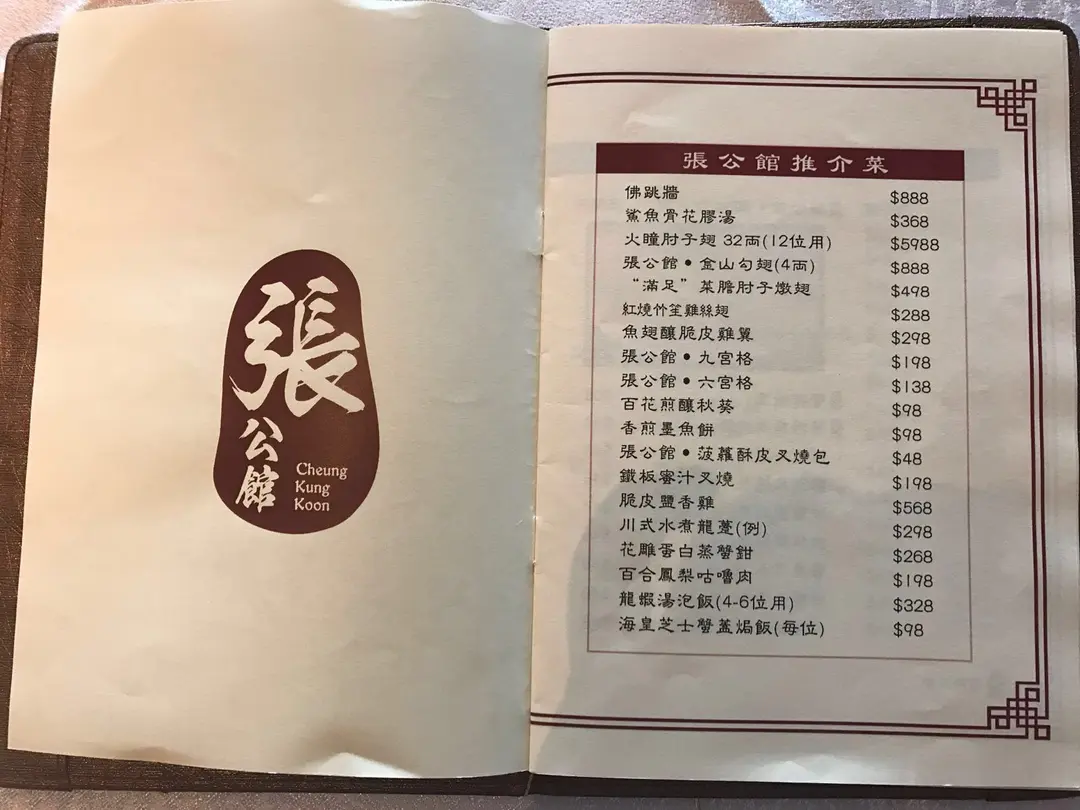 張
公
館
Cheung
Kung
Koon
張公館推介菜
佛跳牆 $888
鯊魚骨花膠湯 $368
火瞳肘子翅 32両(12位用) $5988
張公館•金山勾翅(4両) $888
“滿足”菜膽肘子燉翅 $498
紅燒竹笙雞絲翅 $288
魚翅釀脆皮雞翼 $298
張公館•九宮格 $198
張公館•六宮格 $138
百花煎釀秋葵 $98
香煎墨魚餅 $98
張公館•菠蘿酥皮叉燒包 $48
鐵板蜜汁叉燒 $198
脆皮鹽香雞 $568
川式水煮龍躉(例) $298
花雕蛋白蒸蟹鉗 $268
百合鳳梨咕嚕肉 $198
龍蝦湯泡飯(4-6位用) $328
海皇芝士蟹蓋焗飯(每位) $98